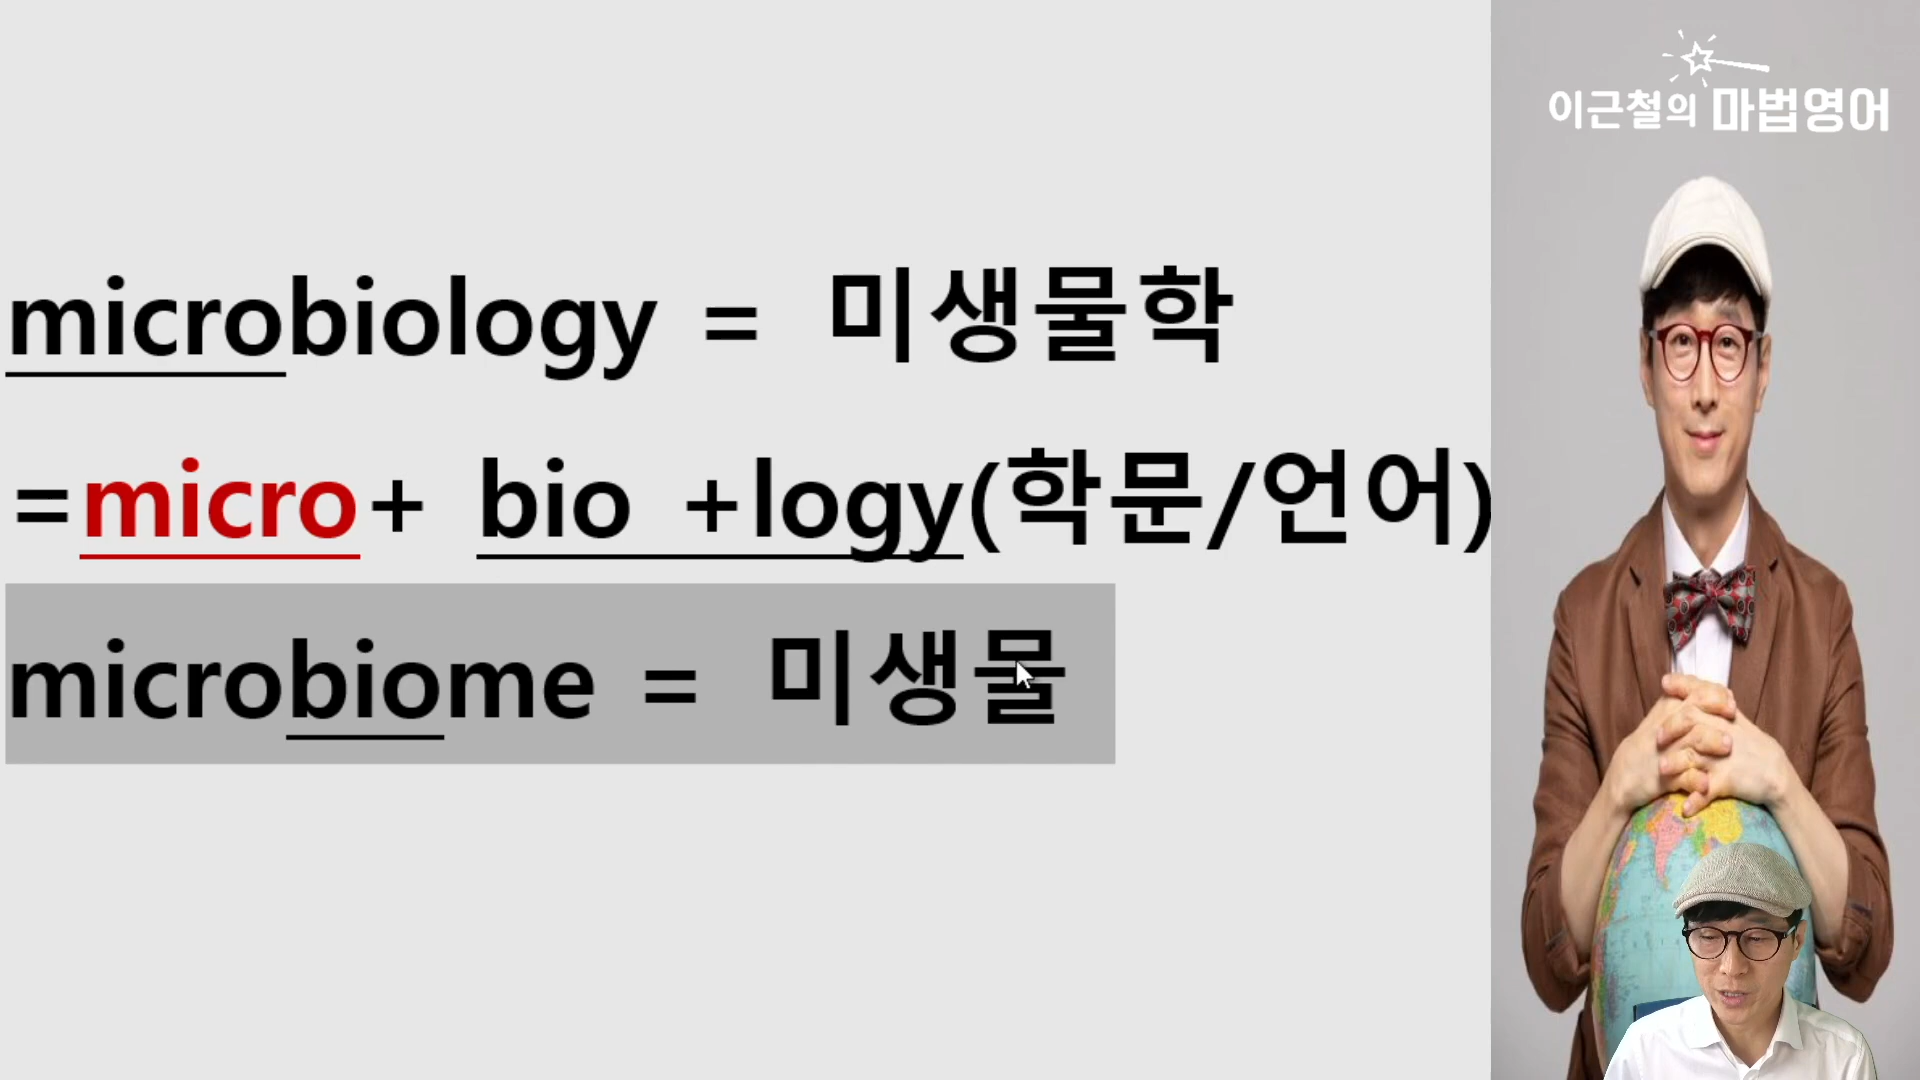 microbiology = 미생물학
=micro+ bio +logy(학문/언어)
microbiome = 미생물
이근철의 마법영어